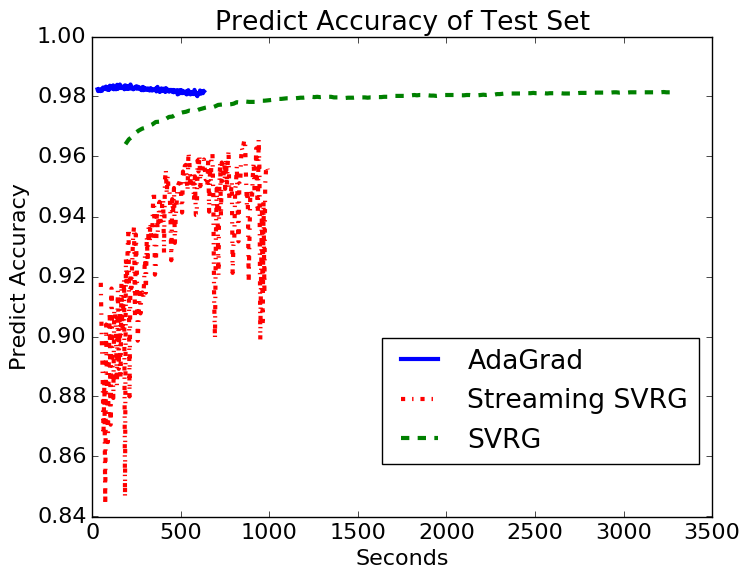 Predict Accuracy of Test Set
Predict Accuracy
1.00
0.98
0.96
0.94
0.92
0.90
0.88
0.86
0.84
AdaGrad
Streaming SVRG
SVRG
0 500 1000 1500 2000 2500 3000 3500
Seconds